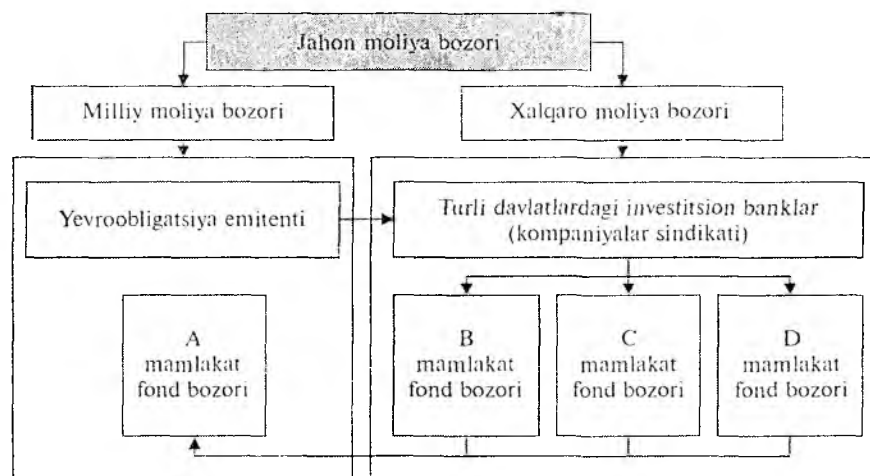 Jahon moliya bozori
Milliy moliya bozori
Xalqaro moliya bozori
Yevroobligatsiya emitenti
Turli davlatlardagi investitsion banklar
(kompaniyalar sindikati)
A
mamlakat
fond bozori
B
mamlakat
fond bozori
C
mamlakat
fond bozori
D
mamlakat
fond bozori